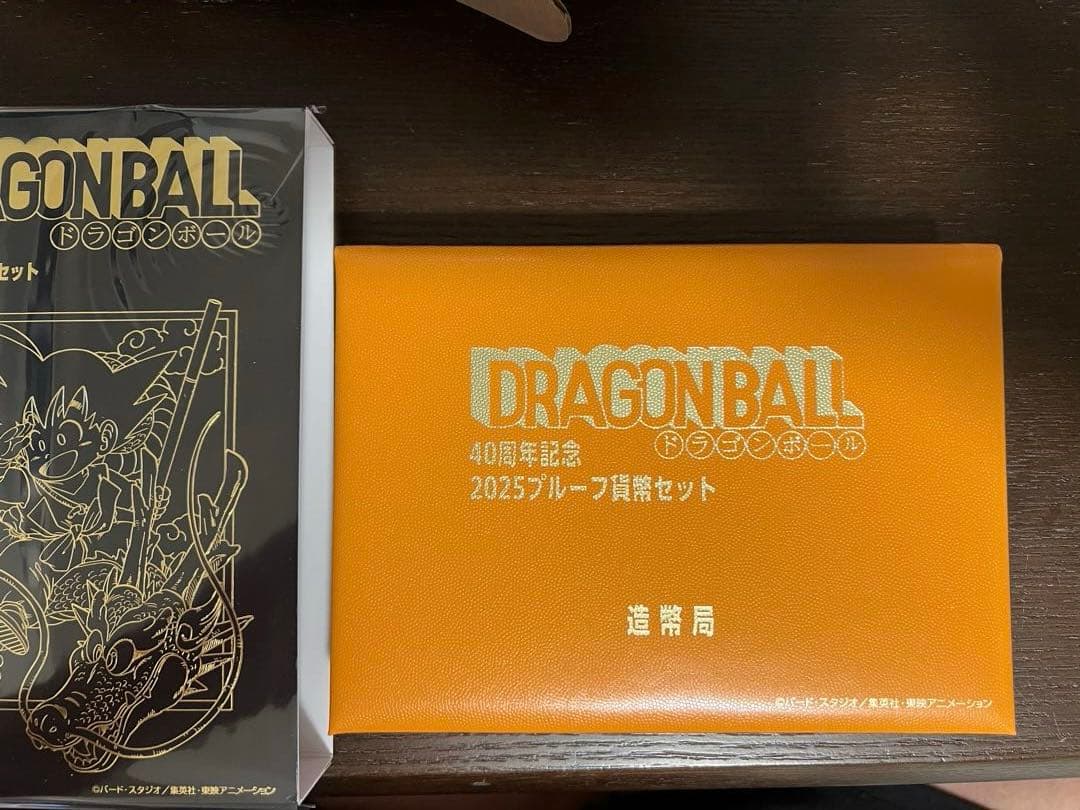 AGONBALL
ドラゴンボール
セット
©バード・スタジオ／集英社・東映アニメーション
DRAGONBALL
ドラゴンボール
40周年記念
2025プルーフ貨幣セット
造幣局
©バード・スタジオ／集英社・東映アニメーション